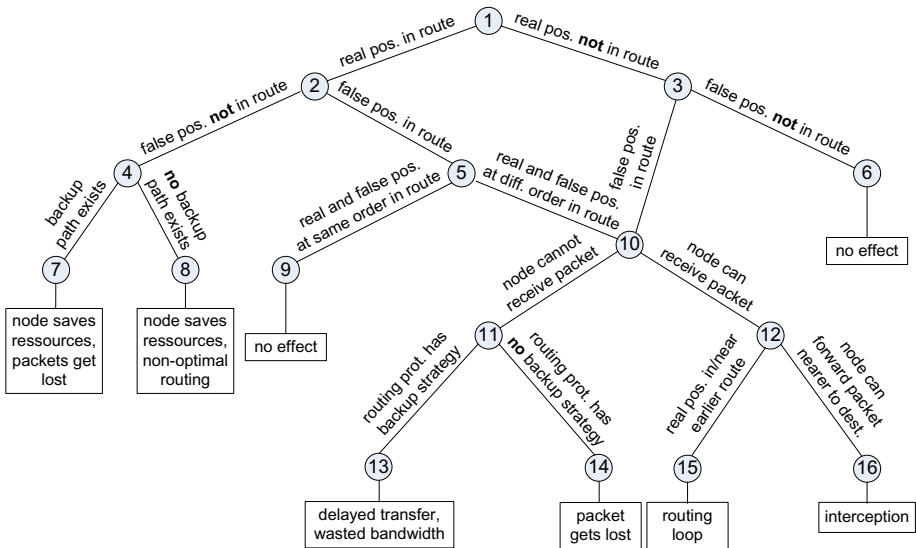 1
real pos. in route
real pos. not in route
2
3
false pos. not in route
false pos. in route
false pos.
in route
false pos. not in route
4
5
6
backup
path exists
no backup
path exists
real and false pos.
at same order in route
real and false pos.
at diff. order in route
10
no effect
7
8
9
node cannot
receive packet
node can
receive packet
node saves
ressources,
packets get
lost
node saves
ressources,
non-optimal
routing
no effect
11
12
routing prot. has
backup strategy
routing prot. has
no backup strategy
real pos. in/near
earlier route
node can
forward packet
nearer to dest.
13
14
15
16
delayed transfer,
wasted bandwidth
packet
gets lost
routing
loop
interception